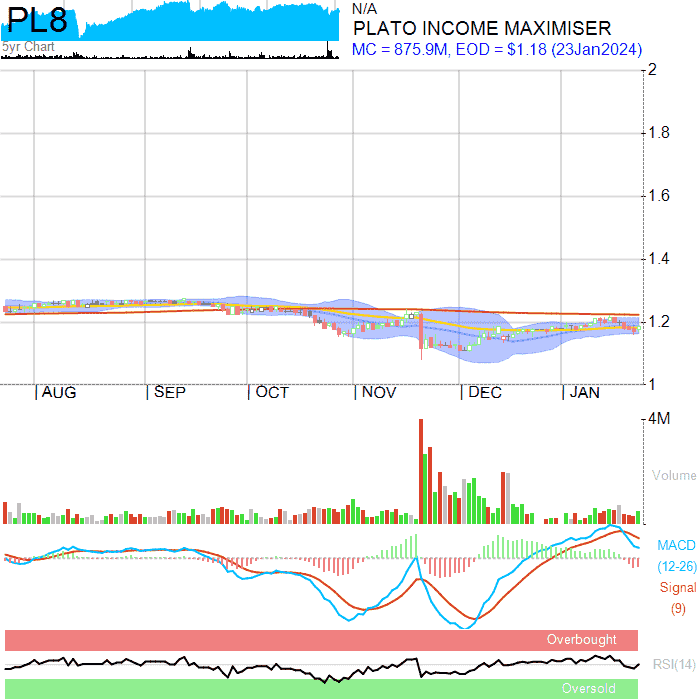 PL8
5yr Chart
N/A
PLATO INCOME MAXIMISER
MC = 875.9M, EOD = $1.18 (23Jan2024)
2
1.8
1.6
1.4
1.2
1
AUG
SEP
OCT
NOV
DEC
JAN
4M
Volume
MACD
(12-26)
Signal
(9)
Overbought
RSI(14)
Oversold